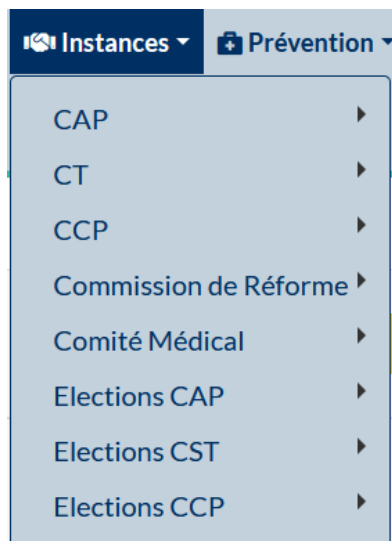 Instances Prévention
CAP
CT
CCP
Commission de Réforme
Comité Médical
Elections CAP
Elections CST
Elections CCP